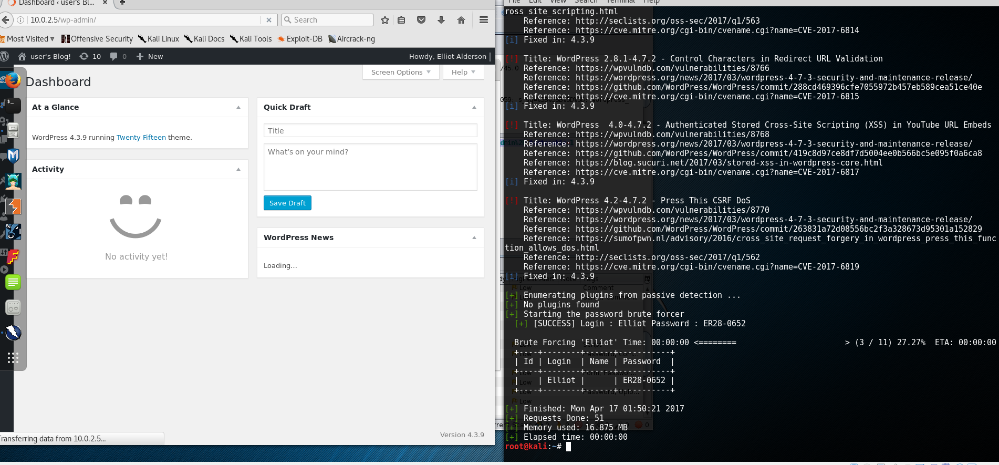 Dashboard ‹ user's Bl...
10.0.2.5/wp-admin/
Search
Most Visited
Offensive Security
Kali Linux
Kali Docs
Kali Tools
Exploit-DB
Aircrack-ng
user's Blog!
10
0
New
Howdy, Elliot Alderson
Screen Options
Help
Dashboard
At a Glance
WordPress 4.3.9 running Twenty Fifteen theme.
Activity
No activity yet!
Quick Draft
Title
What's on your mind?
Save Draft
WordPress News
Loading...
Version 4.3.9
Transferring data from 10.0.2.5...
File Edit View Search Terminal Help
ross_site_scripting.html
Reference: http://seclists.org/oss-sec/2017/q1/563
Reference: https://cve.mitre.org/cgi-bin/cvename.cgi?name=CVE-2017-6814
[i] Fixed in: 4.3.9
[!] Title: WordPress 2.8.1-4.7.2 - Control Characters in Redirect URL Validation
Reference: https://wpvulndb.com/vulnerabilities/8766
Reference: https://wordpress.org/news/2017/03/wordpress-4-7-3-security-and-maintenance-release/
Reference: https://github.com/WordPress/WordPress/commit/288cd469396cfe7055972b457eb589cea51ce40e
Reference: https://cve.mitre.org/cgi-bin/cvename.cgi?name=CVE-2017-6815
[i] Fixed in: 4.3.9
[!] Title: WordPress  4.0-4.7.2 - Authenticated Stored Cross-Site Scripting (XSS) in YouTube URL Embeds
Reference: https://wpvulndb.com/vulnerabilities/8768
Reference: https://wordpress.org/news/2017/03/wordpress-4-7-3-security-and-maintenance-release/
Reference: https://github.com/WordPress/WordPress/commit/419c8d97ce8df7d5004ee0b566bc5e095f0a6ca8
Reference: https://blog.sucuri.net/2017/03/stored-xss-in-wordpress-core.html
Reference: https://cve.mitre.org/cgi-bin/cvename.cgi?name=CVE-2017-6817
[i] Fixed in: 4.3.9
[!] Title: WordPress 4.2-4.7.2 - Press This CSRF DoS
Reference: https://wpvulndb.com/vulnerabilities/8770
Reference: https://wordpress.org/news/2017/03/wordpress-4-7-3-security-and-maintenance-release/
Reference: https://github.com/WordPress/WordPress/commit/263831a72d08556bc2f3a328673d95301a152829
Reference: https://sumofpwn.nl/advisory/2016/cross_site_request_forgery_in_wordpress_press_this_func
tion_allows_dos.html
Reference: http://seclists.org/oss-sec/2017/q1/562
Reference: https://cve.mitre.org/cgi-bin/cvename.cgi?name=CVE-2017-6819
[i] Fixed in: 4.3.9
[+] Enumerating plugins from passive detection ...
[+] No plugins found
[+] Starting the password brute forcer
[+] [SUCCESS] Login : Elliot Password : ER28-0652
Brute Forcing 'Elliot' Time: 00:00:00 <======== > (3 / 11) 27.27%  ETA: 00:00:00
+----+--------+------+-----------+
| Id | Login  | Name | Password  |
+----+--------+------+-----------+
|    | Elliot |      | ER28-0652 |
+----+--------+------+-----------+
[+] Finished: Mon Apr 17 01:50:21 2017
[+] Requests Done: 51
[+] Memory used: 16.875 MB
[+] Elapsed time: 00:00:00
root@kali:~#